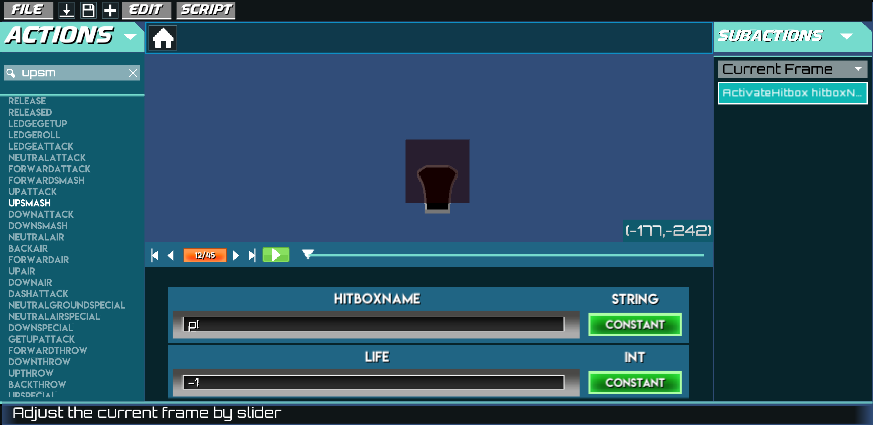 FILE EDIT SCRIPT
ACTIONS
SUBACTIONS
upsm
Current Frame
ActivateHitbox hitboxN...
RELEASE
RELEASED
LEDGEGETUP
LEDGEROLL
LEDGEATTACK
NEUTRALATTACK
FORWARDATTACK
FORWARDSMASH
UPATTACK
UPSMASH
DOWNATTACK
DOWNSMASH
NEUTRALAIR
BACKAIR
FORWARDAIR
UPAIR
DOWNAIR
DASHATTACK
NEUTRALGROUNDSPECIAL
NEUTRALAIRSPECIAL
DOWNSPECIAL
GETUPATTACK
FORWARDTHROW
DOWNTHROW
UPTHROW
BACKTHROW
UPSPECIAL
(-177,-242)
12/45
HITBOXNAME STRING
CONSTANT
LIFE INT
-1 CONSTANT
Adjust the current frame by slider